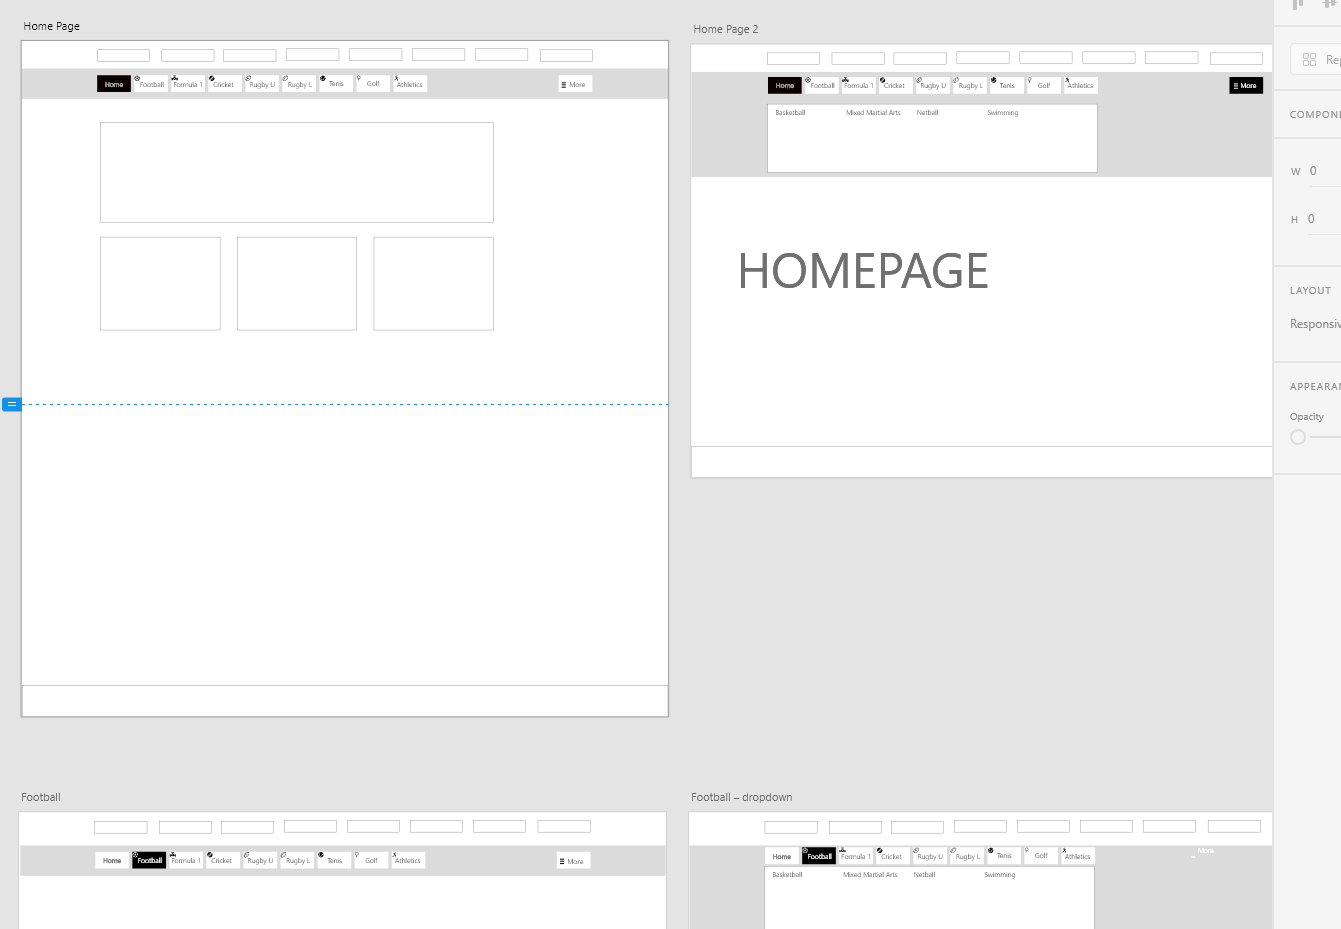 Home Page
Home Football Formula 1 Cricket Rugby U Rugby L Tenis Golf Athletics More
Home Page 2
Home Football Formula 1 Cricket Rugby U Rugby L Tenis Golf Athletics More
Basketball Mixed Martial Arts Netball Swimming
HOMEPAGE
Football
Home Football Formula 1 Cricket Rugby U Rugby L Tenis Golf Athletics More
Football – dropdown
Home Football Formula 1 Cricket Rugby U Rugby L Tenis Golf Athletics More
Basketball Mixed Martial Arts Netball Swimming
Re
COMPONE
W 0
H 0
LAYOUT
Responsiv
APPEARAN
Opacity